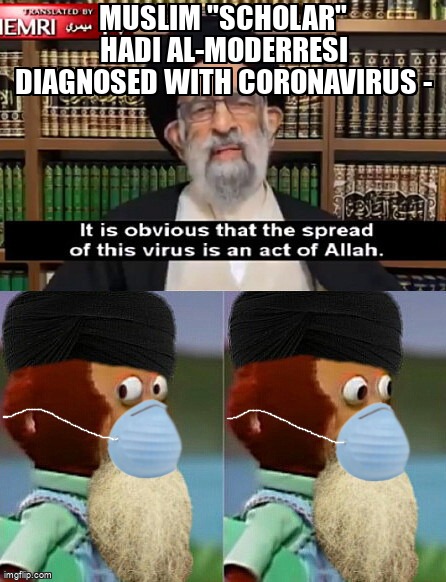 TRANSLATED BY
MEMRI ميمري
MUSLIM "SCHOLAR"
HADI AL-MODERRESI
DIAGNOSED WITH CORONAVIRUS -
It is obvious that the spread
of this virus is an act of Allah.
imgflip.com